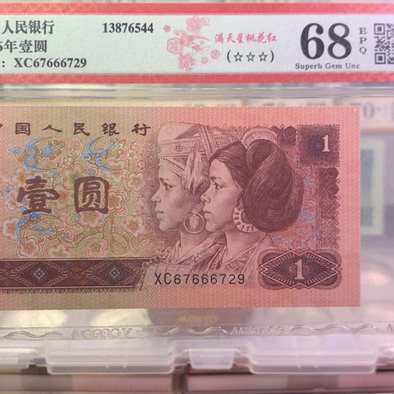 人民银行 13876544 满天星桃花红 68 EPQ
5年壹圆 (☆☆☆) Superb Gem Unc
: XC67666729
中国人民银行
1
壹圆
XC67666729
1